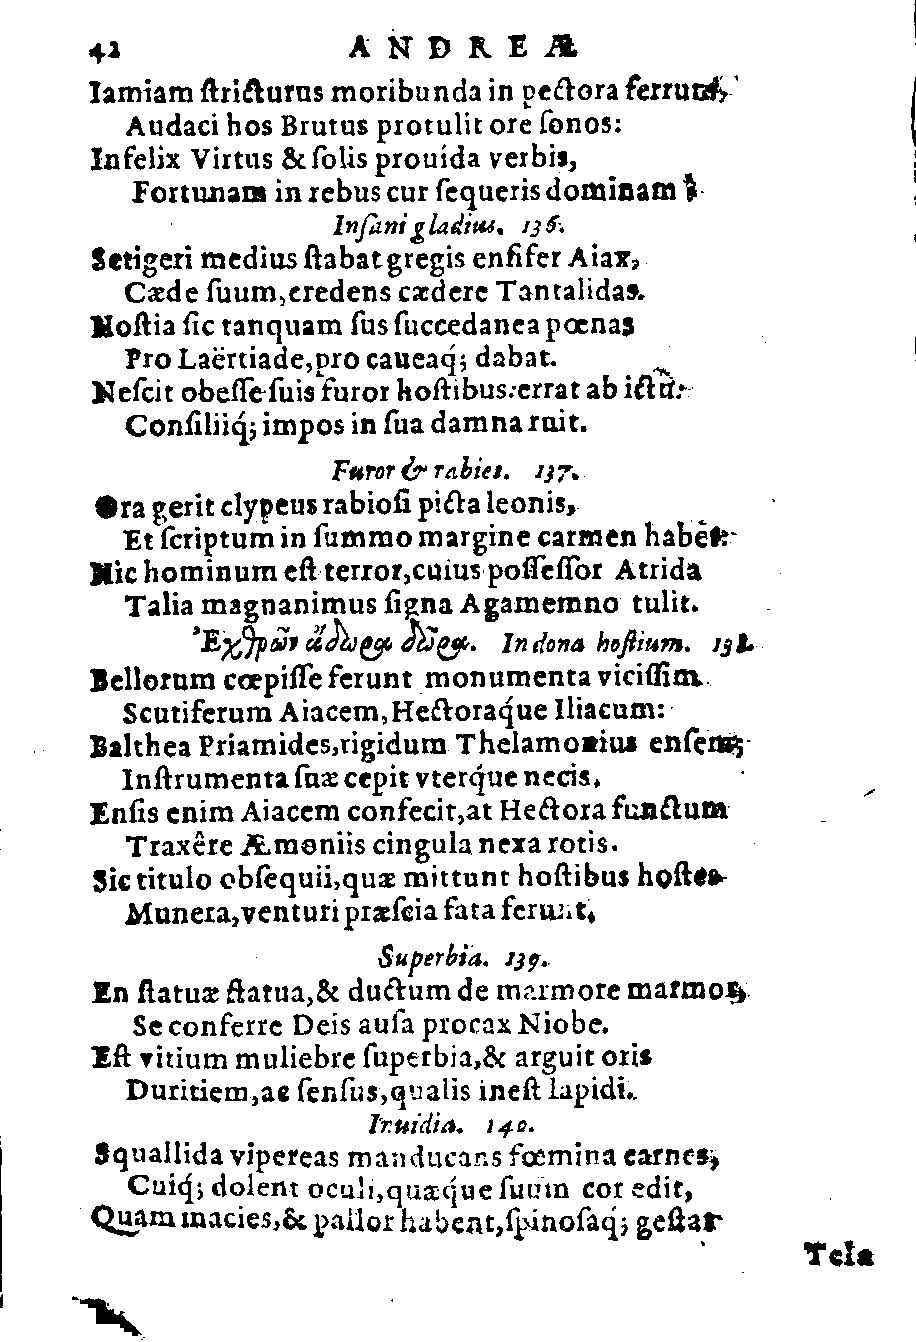 42 ANDREÆ
Iamiam ſtricturus moribunda in pectora ferrum,
Audaci hos Brutus protulit ore ſonos:
Infelix Virtus & ſolis prouida verbis,
Fortunam in rebus cur ſequeris dominam?
Inſani gladius. 136.
Setigeri medius ſtabat gregis enſifer Aiax,
Cæde ſuum, credens cædere Tantalidas.
Hoſtia ſic tanquam ſus ſuccedanea pœnas
Pro Laërtiade, pro caueaq́; dabat.
Neſcit obeſſe ſuis furor hoſtibus: errat ab ictu:
Conſiliiq́; impos in ſua damna ruit.
Furor & rabies. 137.
Ora gerit clypeus rabioſi picta leonis,
Et ſcriptum in ſummo margine carmen habet:
Hic hominum eſt terror, cuius poſſeſſor Atrida
Talia magnanimus ſigna Agamemno tulit.
Ἐχθρῶν ἄδωρα δῶρα. In dona hoſtium. 138.
Bellorum cœpiſſe ferunt monumenta viciſſim
Scutiferum Aiacem, Hectoraq́ue Iliacum:
Balthea Priamides, rigidum Thelamonius enſem;
Inſtrumenta ſuæ cepit vterq́ue necis.
Enſis enim Aiacem confecit, at Hectora functum
Traxêre Æmoniis cingula nexa rotis.
Sic titulo obſequii, quæ mittunt hoſtibus hoſtes
Munera, venturi præſcia fata ferunt.
Superbia. 139.
En ſtatuæ ſtatua, & ductum de marmore marmor,
Se conferre Deis auſa procax Niobe.
Eſt vitium muliebre ſuperbia, & arguit oris
Duritiem, ac ſenſus, qualis ineſt lapidi.
Inuidia. 140.
Squallida vipereas manducans fœmina carnes,
Cuiq́; dolent oculi, quæq́ue ſuum cor edit,
Quam macies, & pallor habent, ſpinoſaq́; geſtat
Tela